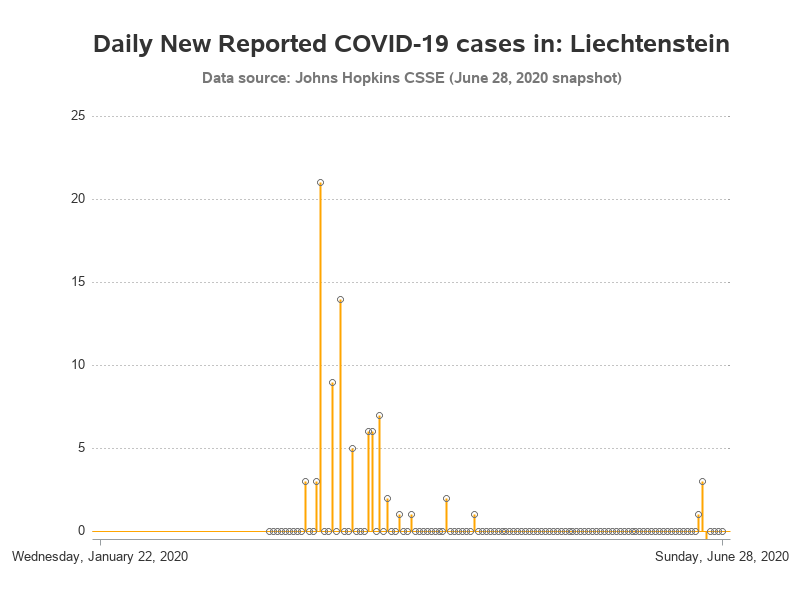 Daily New Reported COVID-19 cases in: Liechtenstein
Data source: Johns Hopkins CSSE (June 28, 2020 snapshot)
25
20
15
10
5
0
Wednesday, January 22, 2020
Sunday, June 28, 2020